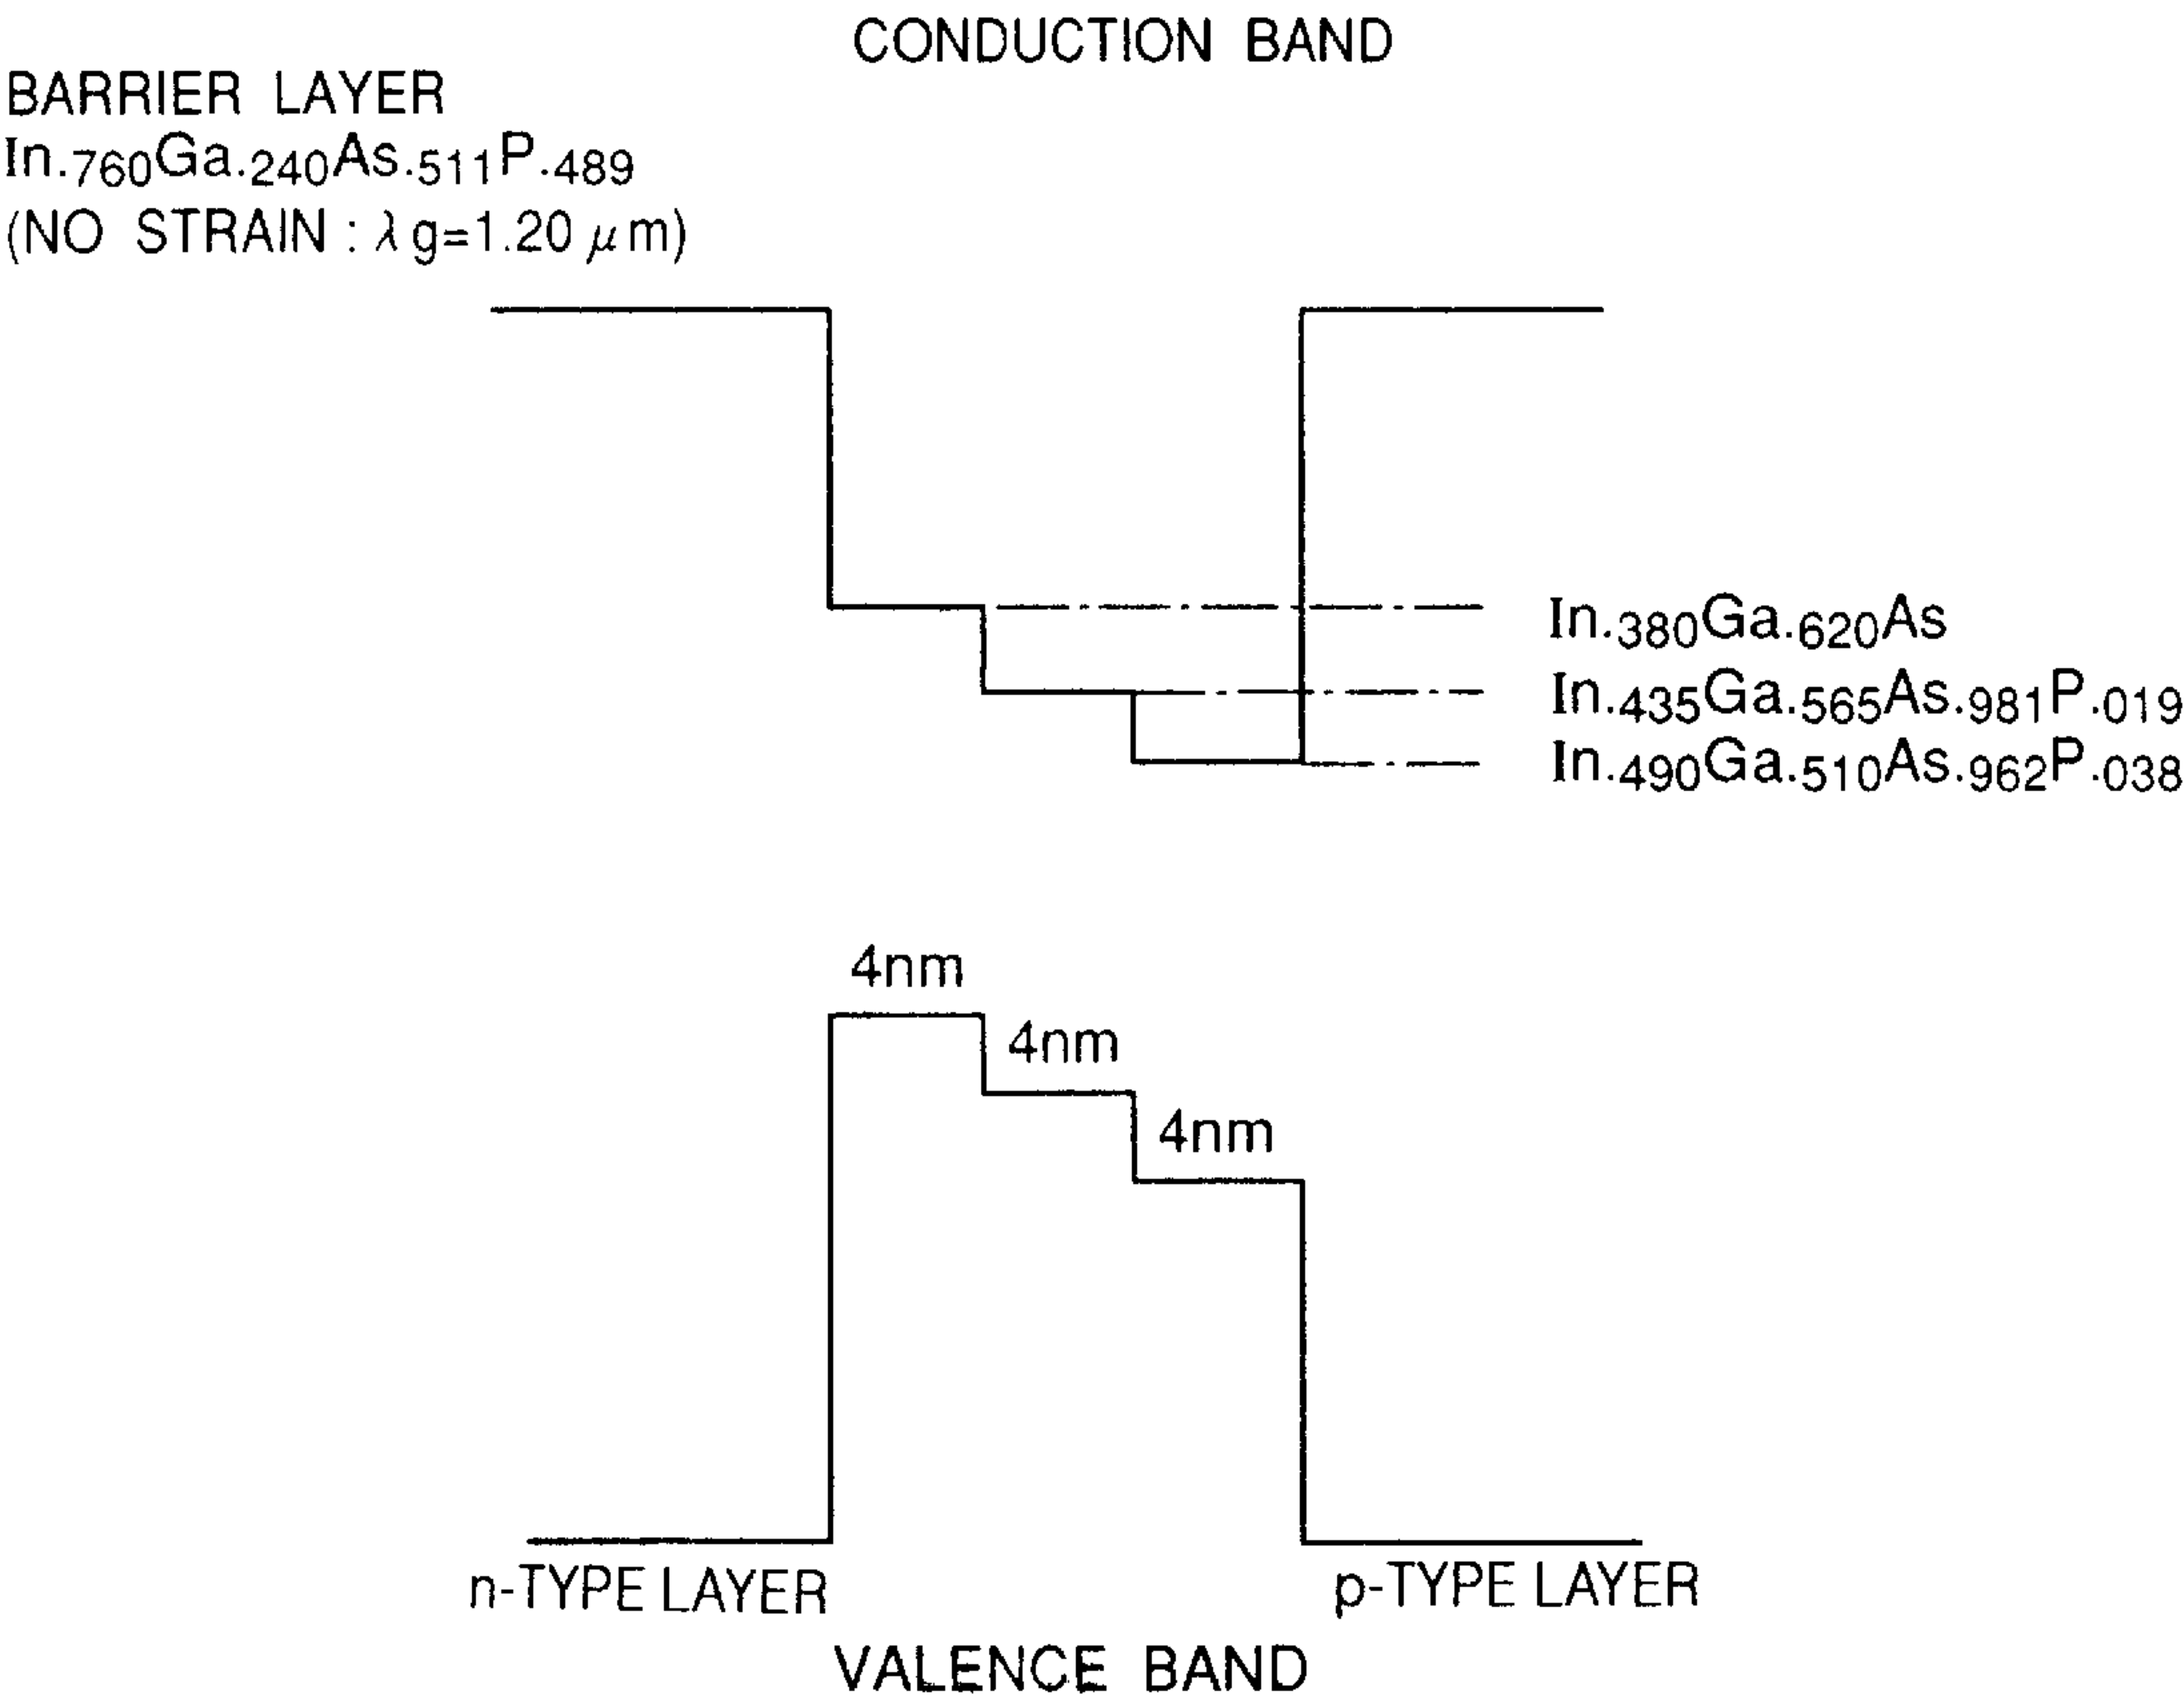 CONDUCTION BAND
BARRIER LAYER
In.760Ga.240As.511P.489
(NO STRAIN : λg=1.20 μm)
In.380Ga.620As
In.435Ga.565As.981P.019
In.490Ga.510As.962P.038
4nm
4nm
4nm
n-TYPE LAYER
p-TYPE LAYER
VALENCE BAND